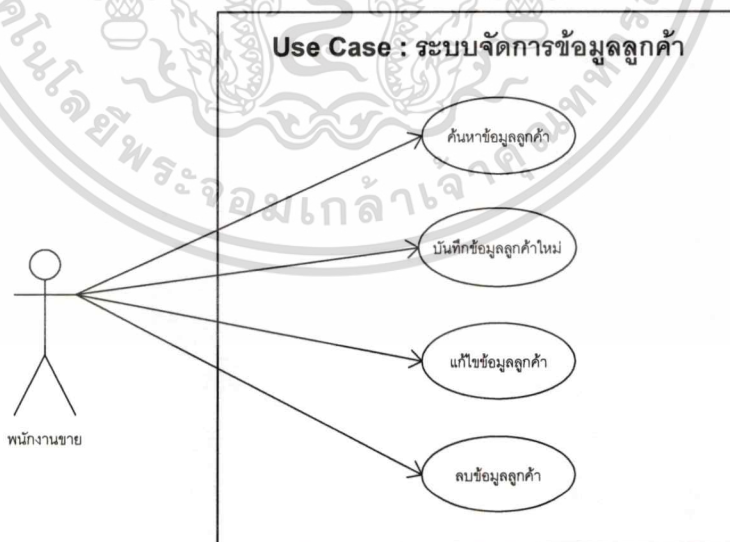 Use Case : ระบบจัดการข้อมูลลูกค้า
ค้นหาข้อมูลลูกค้า
บันทึกข้อมูลลูกค้าใหม่
แก้ไขข้อมูลลูกค้า
ลบข้อมูลลูกค้า
พนักงานขาย